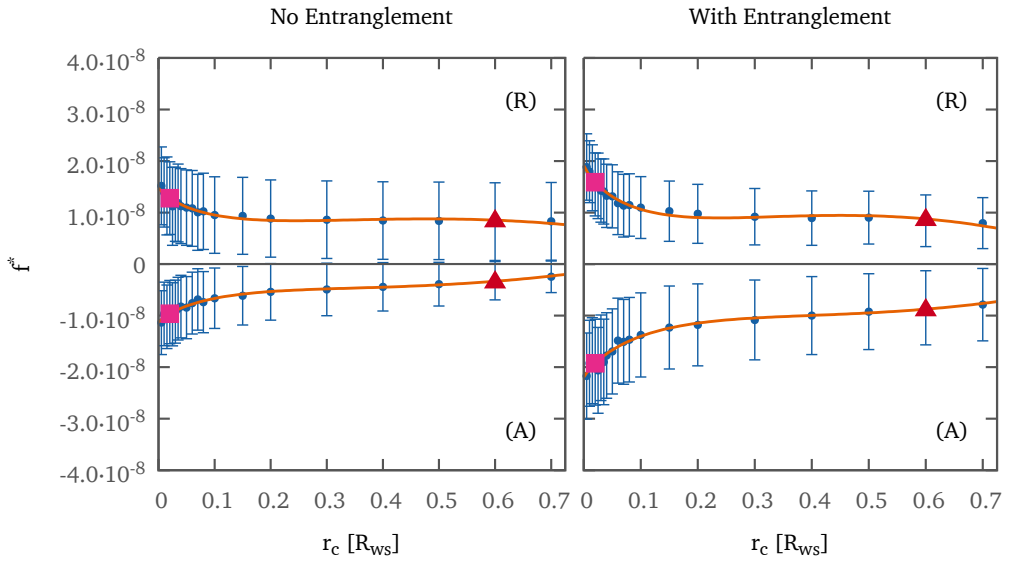 No Entranglement
With Entranglement
4.0·10⁻⁸
3.0·10⁻⁸
2.0·10⁻⁸
1.0·10⁻⁸
0
-1.0·10⁻⁸
-2.0·10⁻⁸
-3.0·10⁻⁸
-4.0·10⁻⁸
f*
(R)
(R)
(A)
(A)
0 0.1 0.2 0.3 0.4 0.5 0.6 0.7
0 0.1 0.2 0.3 0.4 0.5 0.6 0.7
r_c [R_ws]
r_c [R_ws]